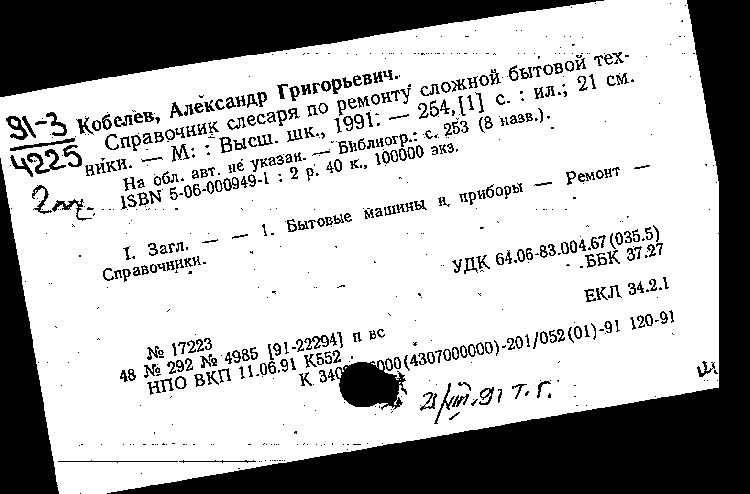 91-3
4225
Кобелев, Александр Григорьевич.
Справочник слесаря по ремонту сложной бытовой тех-
ники. — М: : Высш. шк., 1991. — 254,[1] с. : ил.; 21 см.
На обл. авт. не указан. — Библиогр.: с. 253 (8 назв.).
ISBN 5-06-000949-1 : 2 р. 40 к., 100000 экз.
I. Загл. — — 1. Бытовые машины и приборы — Ремонт —
Справочники.
УДК 64.06-83.004.67(035.5)
ББК 37.27
ЕКЛ 34.2.1
№ 17223
48 № 292 № 4985 [91-22294] п вс
НПО ВКП 11.06.91 К552
К 0000(4307000000)-201/052(01)-91 120-91
21/VIII.91 Т.Г.